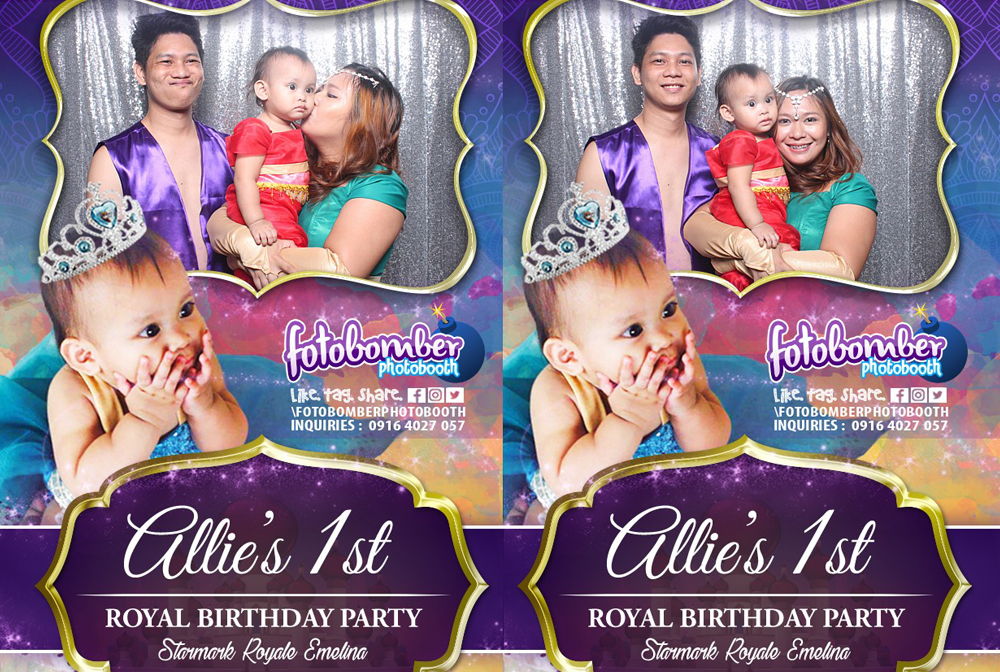 fotobomber
photobooth
Like. tag. share.
\FOTOBOMBERPHOTOBOOTH
INQUIRIES : 0916 4027 057
Allie's 1st
ROYAL BIRTHDAY PARTY
Starmark Royale Emelina
fotobomber
photobooth
Like. tag. share.
\FOTOBOMBERPHOTOBOOTH
INQUIRIES : 0916 4027 057
Allie's 1st
ROYAL BIRTHDAY PARTY
Starmark Royale Emelina